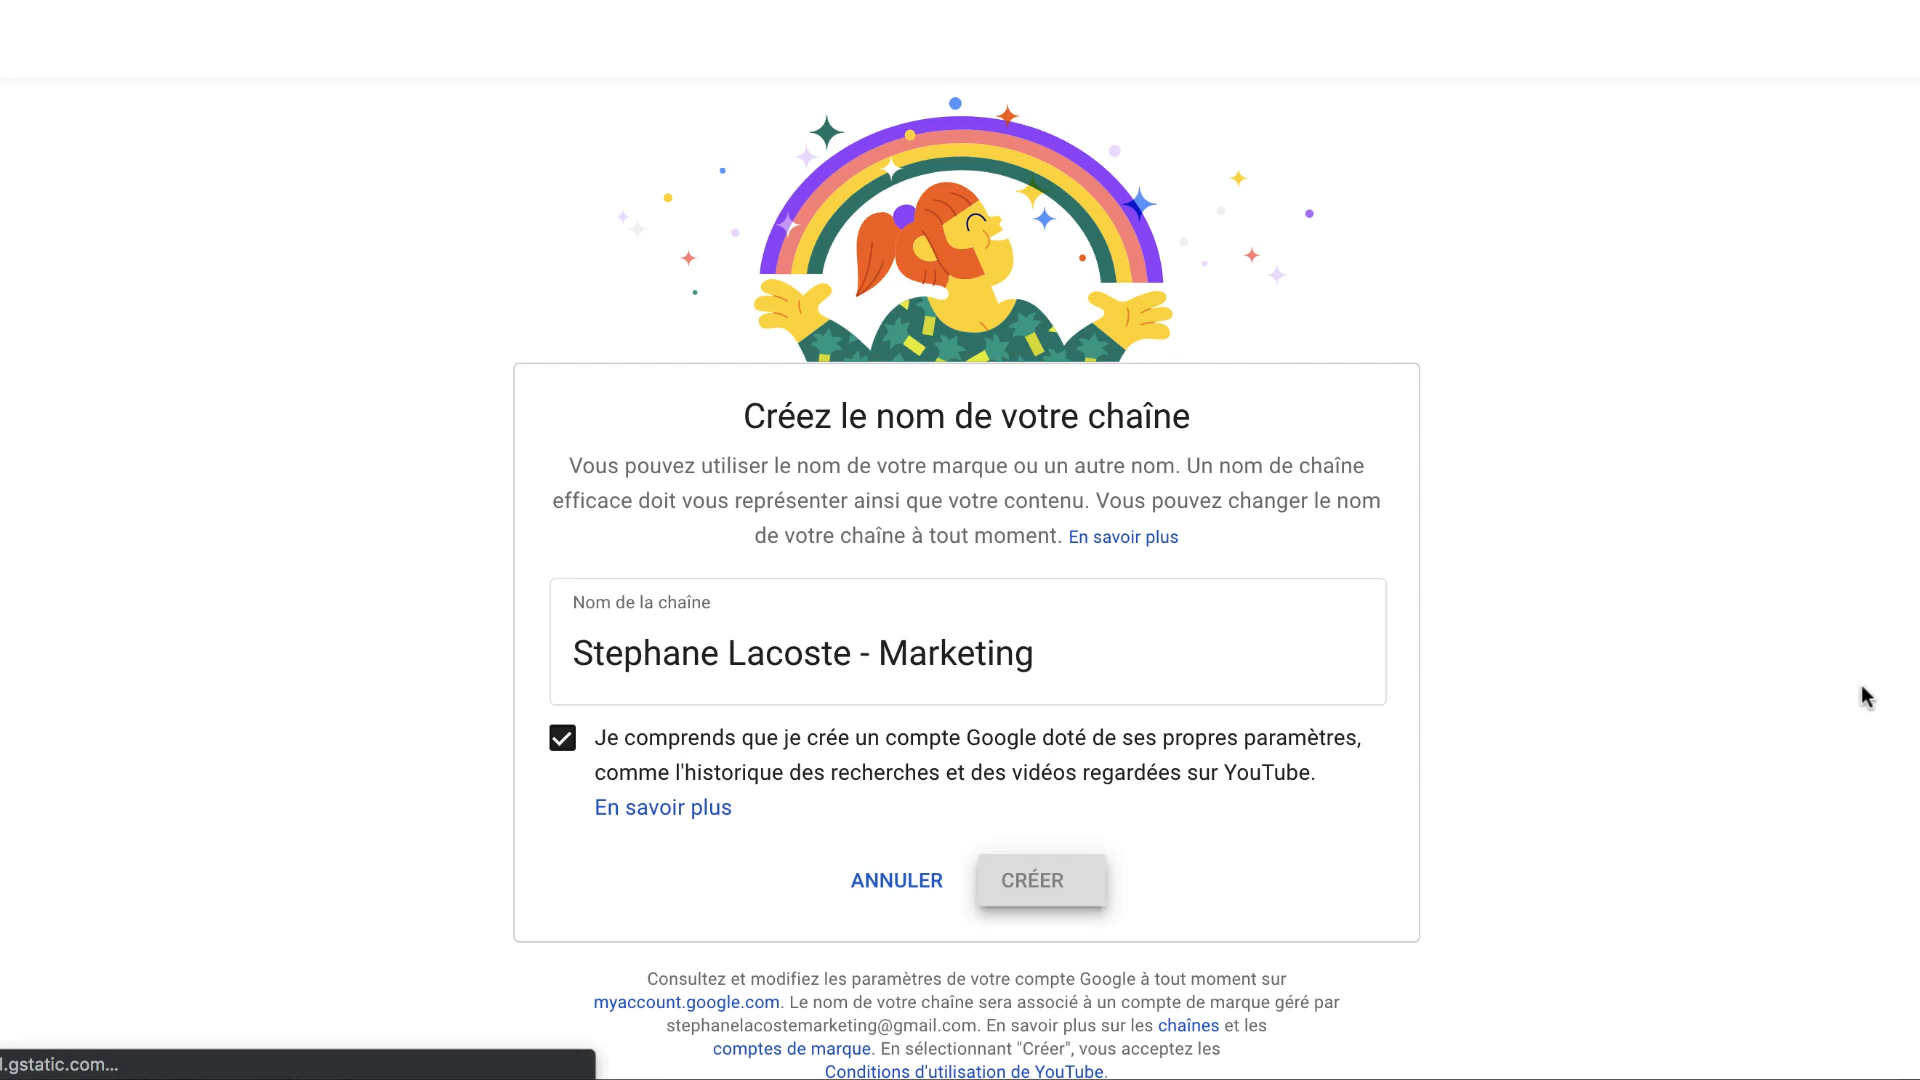 Créez le nom de votre chaîne
Vous pouvez utiliser le nom de votre marque ou un autre nom. Un nom de chaîne
efficace doit vous représenter ainsi que votre contenu. Vous pouvez changer le nom
de votre chaîne à tout moment. En savoir plus
Nom de la chaîne
Stephane Lacoste - Marketing
Je comprends que je crée un compte Google doté de ses propres paramètres,
comme l'historique des recherches et des vidéos regardées sur YouTube.
En savoir plus
ANNULER CRÉER
Consultez et modifiez les paramètres de votre compte Google à tout moment sur
myaccount.google.com. Le nom de votre chaîne sera associé à un compte de marque géré par
stephanelacostemarketing@gmail.com. En savoir plus sur les chaînes et les
comptes de marque. En sélectionnant "Créer", vous acceptez les
Conditions d'utilisation de YouTube.
.gstatic.com...